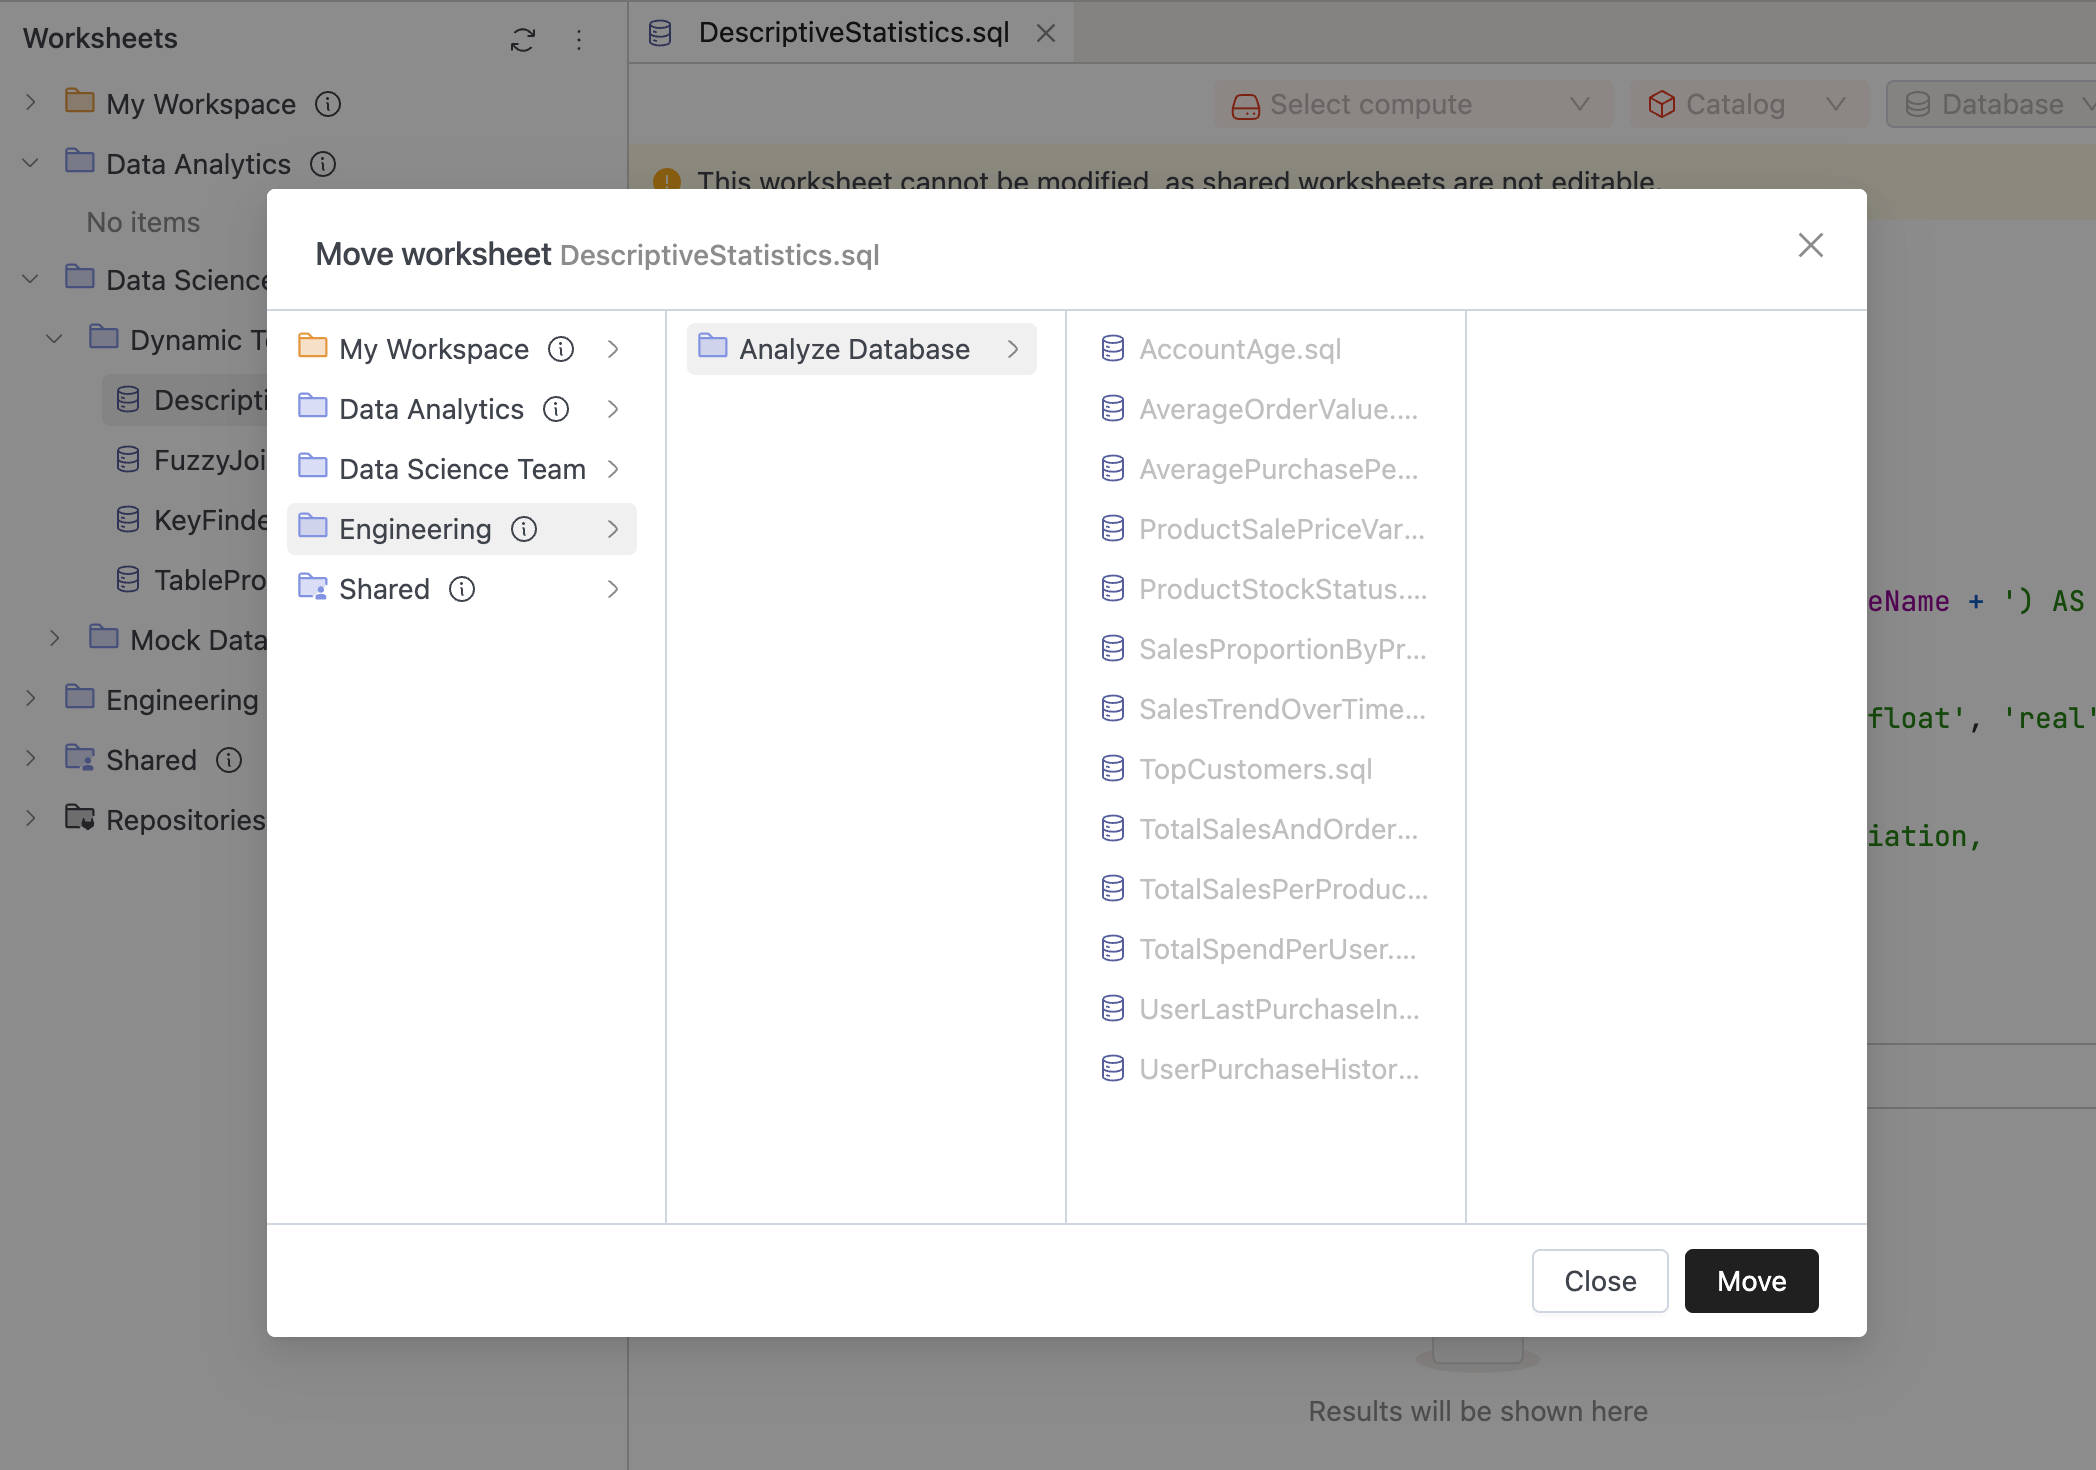 Worksheets
My Workspace
Data Analytics
No items
Data Science
Dynamic T
Descripti
FuzzyJoi
KeyFinde
TablePro
Mock Data
Engineering
Shared
Repositories
DescriptiveStatistics.sql
Select compute
Catalog
Database
This worksheet cannot be modified, as shared worksheets are not editable.
Move worksheet DescriptiveStatistics.sql
My Workspace
Data Analytics
Data Science Team
Engineering
Shared
Analyze Database
AccountAge.sql
AverageOrderValue....
AveragePurchasePe...
ProductSalePriceVar...
ProductStockStatus....
SalesProportionByPr...
SalesTrendOverTime...
TopCustomers.sql
TotalSalesAndOrder...
TotalSalesPerProduc...
TotalSpendPerUser....
UserLastPurchaseIn...
UserPurchaseHistor...
Close
Move
eName + ') AS
float', 'real'
iation,
Results will be shown here